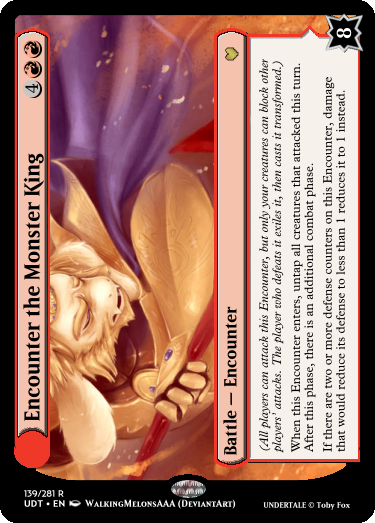 Encounter the Monster King
4
Battle — Encounter
(All players can attack this Encounter, but only your creatures can block other
players' attacks. The player who defeats it exiles it, then casts it transformed.)
When this Encounter enters, untap all creatures that attacked this turn.
After this phase, there is an additional combat phase.
If there are two or more defense counters on this Encounter, damage
that would reduce its defense to less than 1 reduces it to 1 instead.
8
139/281 R
UDT • EN WalkingMelonsAAA (DeviantArt)
UNDERTALE © Toby Fox